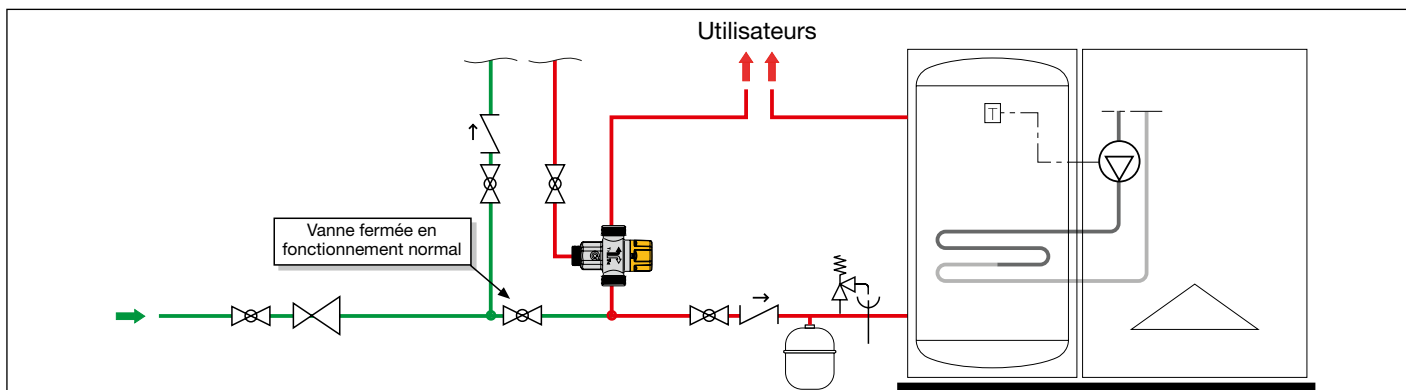 Utilisateurs
Vanne fermée en
fonctionnement normal
T